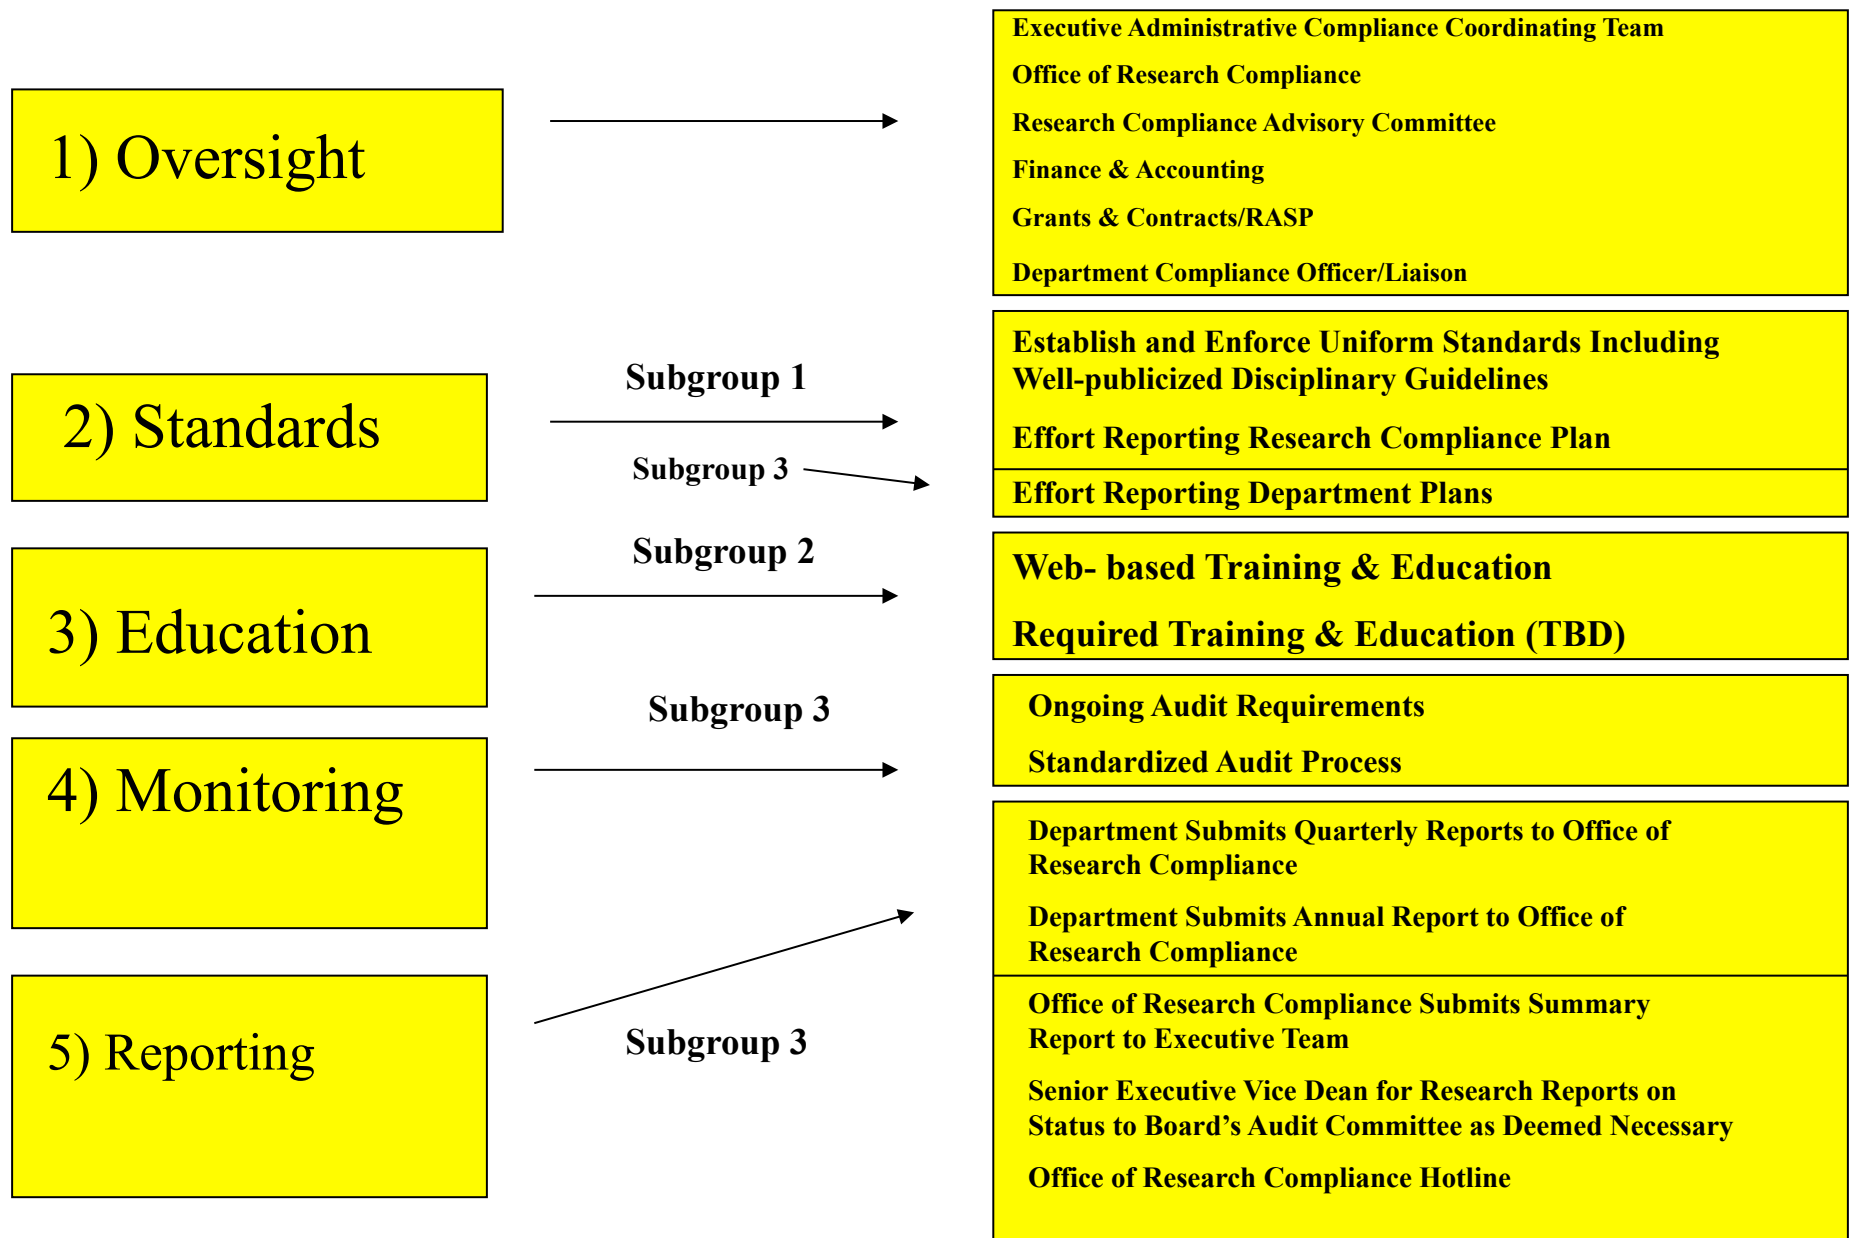 1) Oversight
Executive Administrative Compliance Coordinating Team
Office of Research Compliance
Research Compliance Advisory Committee
Finance & Accounting
Grants & Contracts/RASP
Department Compliance Officer/Liaison
2) Standards
Subgroup 1
Establish and Enforce Uniform Standards Including
Well-publicized Disciplinary Guidelines
Effort Reporting Research Compliance Plan
Subgroup 3
Effort Reporting Department Plans
3) Education
Subgroup 2
Web- based Training & Education
Required Training & Education (TBD)
4) Monitoring
Subgroup 3
Ongoing Audit Requirements
Standardized Audit Process
5) Reporting
Subgroup 3
Department Submits Quarterly Reports to Office of
Research Compliance
Department Submits Annual Report to Office of
Research Compliance
Office of Research Compliance Submits Summary
Report to Executive Team
Senior Executive Vice Dean for Research Reports on
Status to Board’s Audit Committee as Deemed Necessary
Office of Research Compliance Hotline